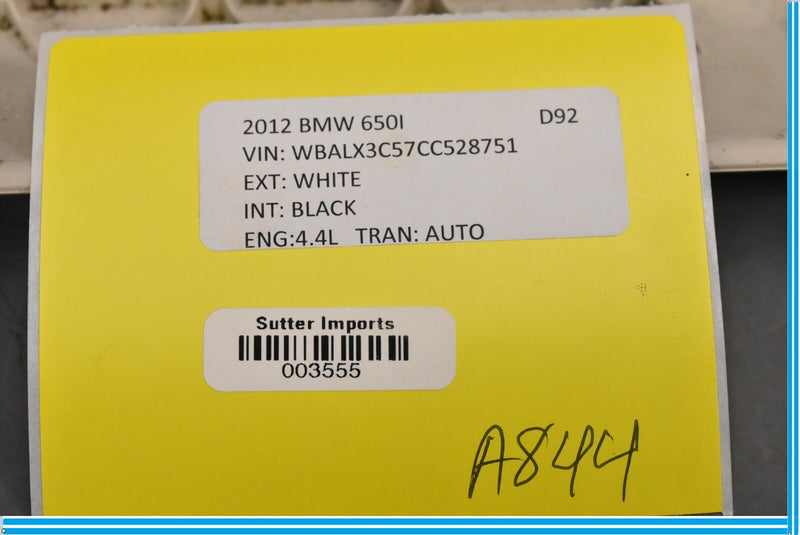 2012 BMW 650I D92
VIN: WBALX3C57CC528751
EXT: WHITE
INT: BLACK
ENG:4.4L TRAN: AUTO
Sutter Imports
003555
A844